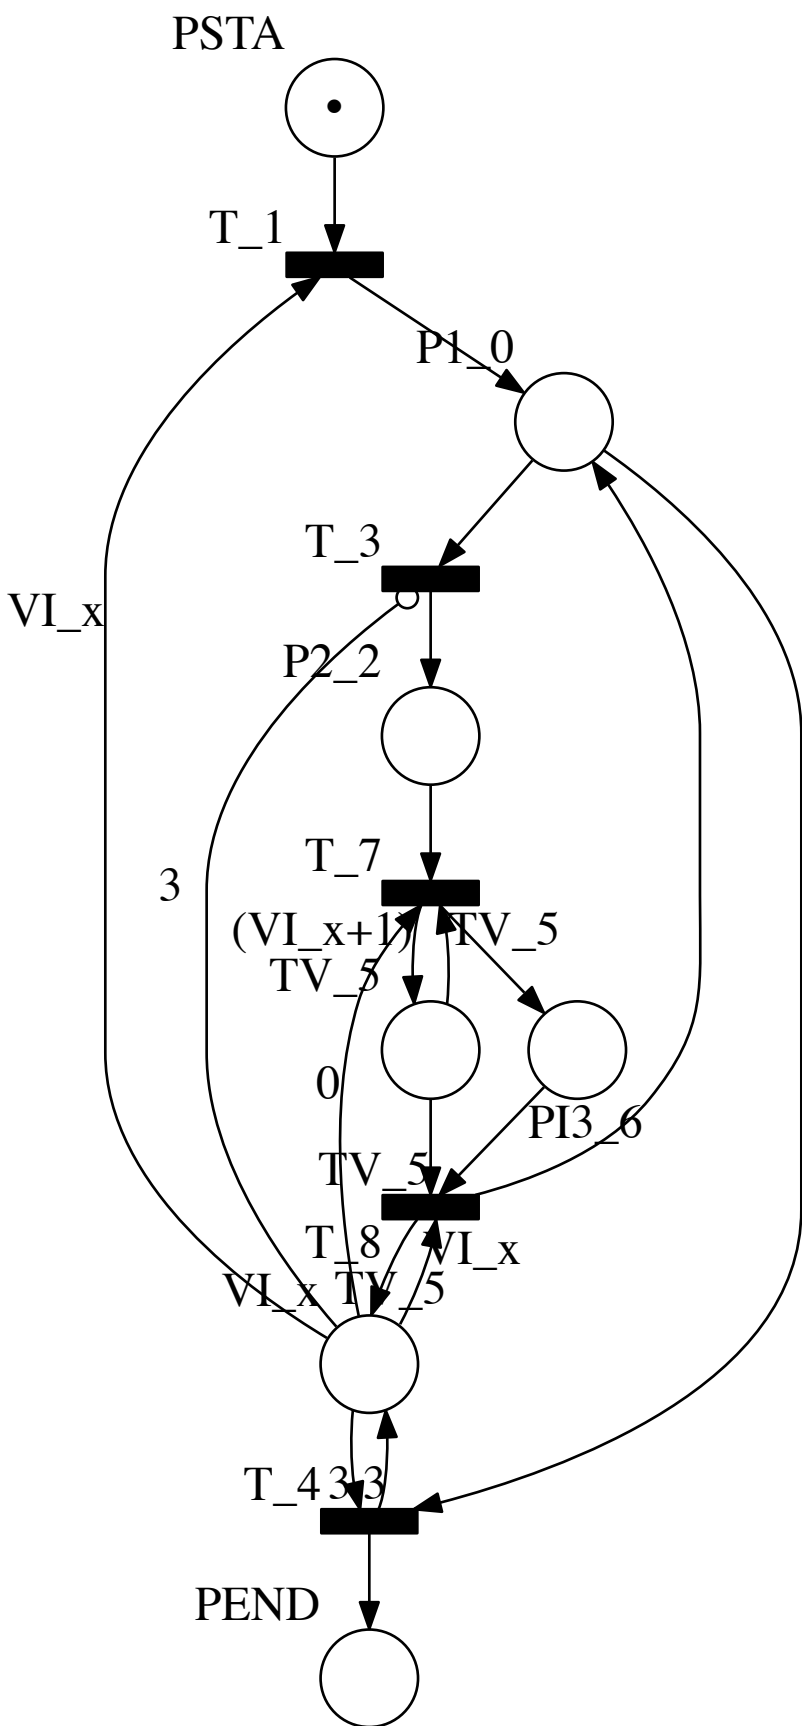 PSTA
T_1
P1_0
T_3
VI_x
P2_2
3
T_7
(VI_x+1)
TV_5
TV_5
0
PI3_6
TV_5
T_8
VI_x
VI_x
TV_5
T_4
3
3
PEND